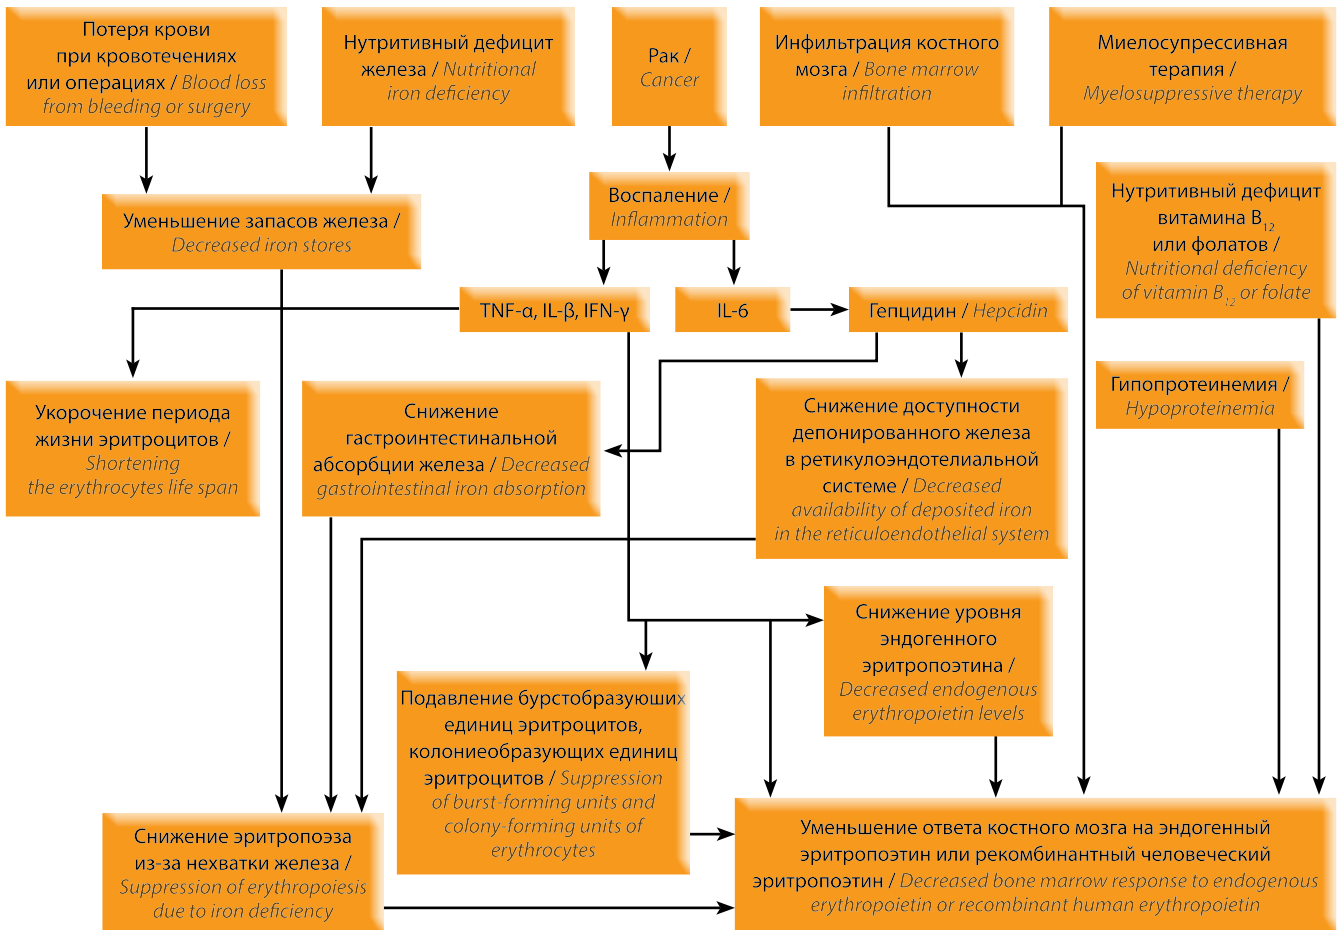 Потеря крови
при кровотечениях
или операциях / Blood loss
from bleeding or surgery
Нутритивный дефицит
железа / Nutritional
iron deficiency
Рак /
Cancer
Инфильтрация костного
мозга / Bone marrow
infiltration
Миелосупрессивная
терапия /
Myelosuppressive therapy
Уменьшение запасов железа /
Decreased iron stores
Воспаление /
Inflammation
Нутритивный дефицит
витамина B12
или фолатов /
Nutritional deficiency
of vitamin B12 or folate
TNF-α, IL-β, IFN-γ
IL-6
Гепцидин / Hepcidin
Гипопротеинемия /
Hypoproteinemia
Укорочение периода
жизни эритроцитов /
Shortening
the erythrocytes life span
Снижение
гастроинтестинальной
абсорбции железа / Decreased
gastrointestinal iron absorption
Снижение доступности
депонированного железа
в ретикулоэндотелиальной
системе / Decreased
availability of deposited iron
in the reticuloendothelial system
Снижение уровня
эндогенного
эритропоэтина /
Decreased endogenous
erythropoietin levels
Подавление бурстобразуюших
единиц эритроцитов,
колониеобразующих единиц
эритроцитов / Suppression
of burst-forming units and
colony-forming units of
erythrocytes
Снижение эритропоэза
из-за нехватки железа /
Suppression of erythropoiesis
due to iron deficiency
Уменьшение ответа костного мозга на эндогенный
эритропоэтин или рекомбинантный человеческий
эритропоэтин / Decreased bone marrow response to endogenous
erythropoietin or recombinant human erythropoietin